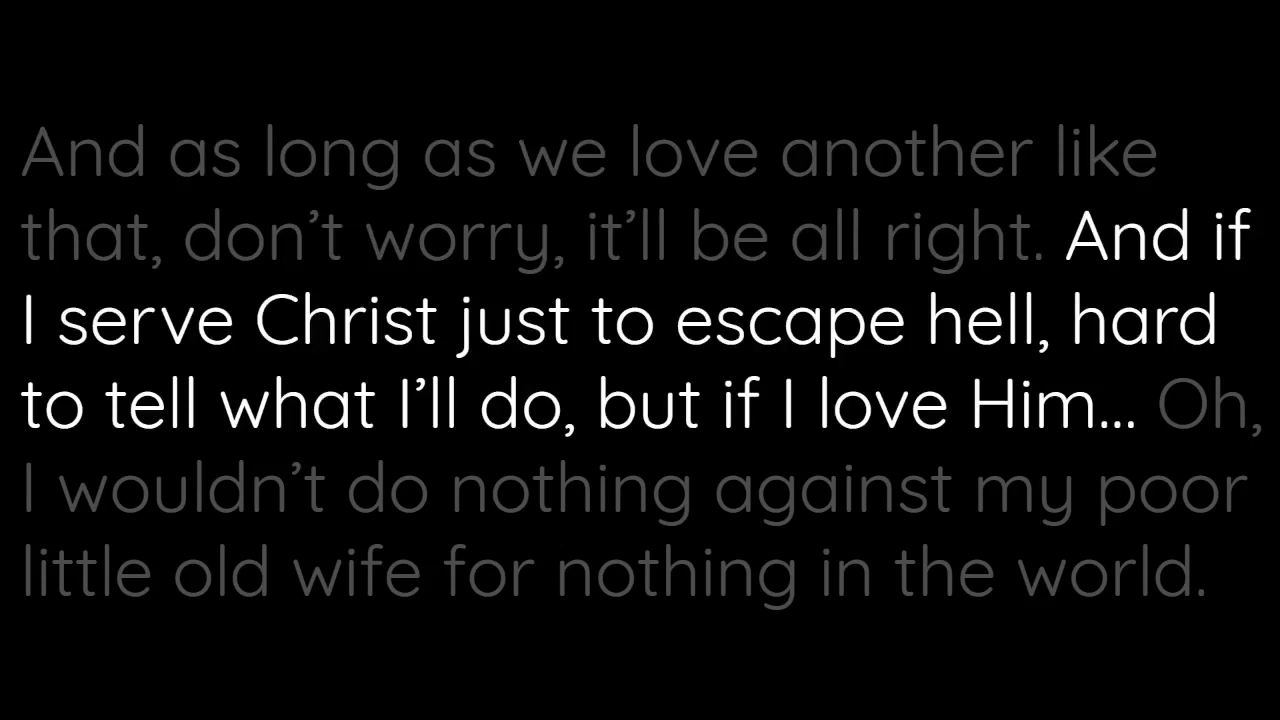 And as long as we love another like
that, don’t worry, it’ll be all right. And if
I serve Christ just to escape hell, hard
to tell what I’ll do, but if I love Him... Oh,
I wouldn’t do nothing against my poor
little old wife for nothing in the world.